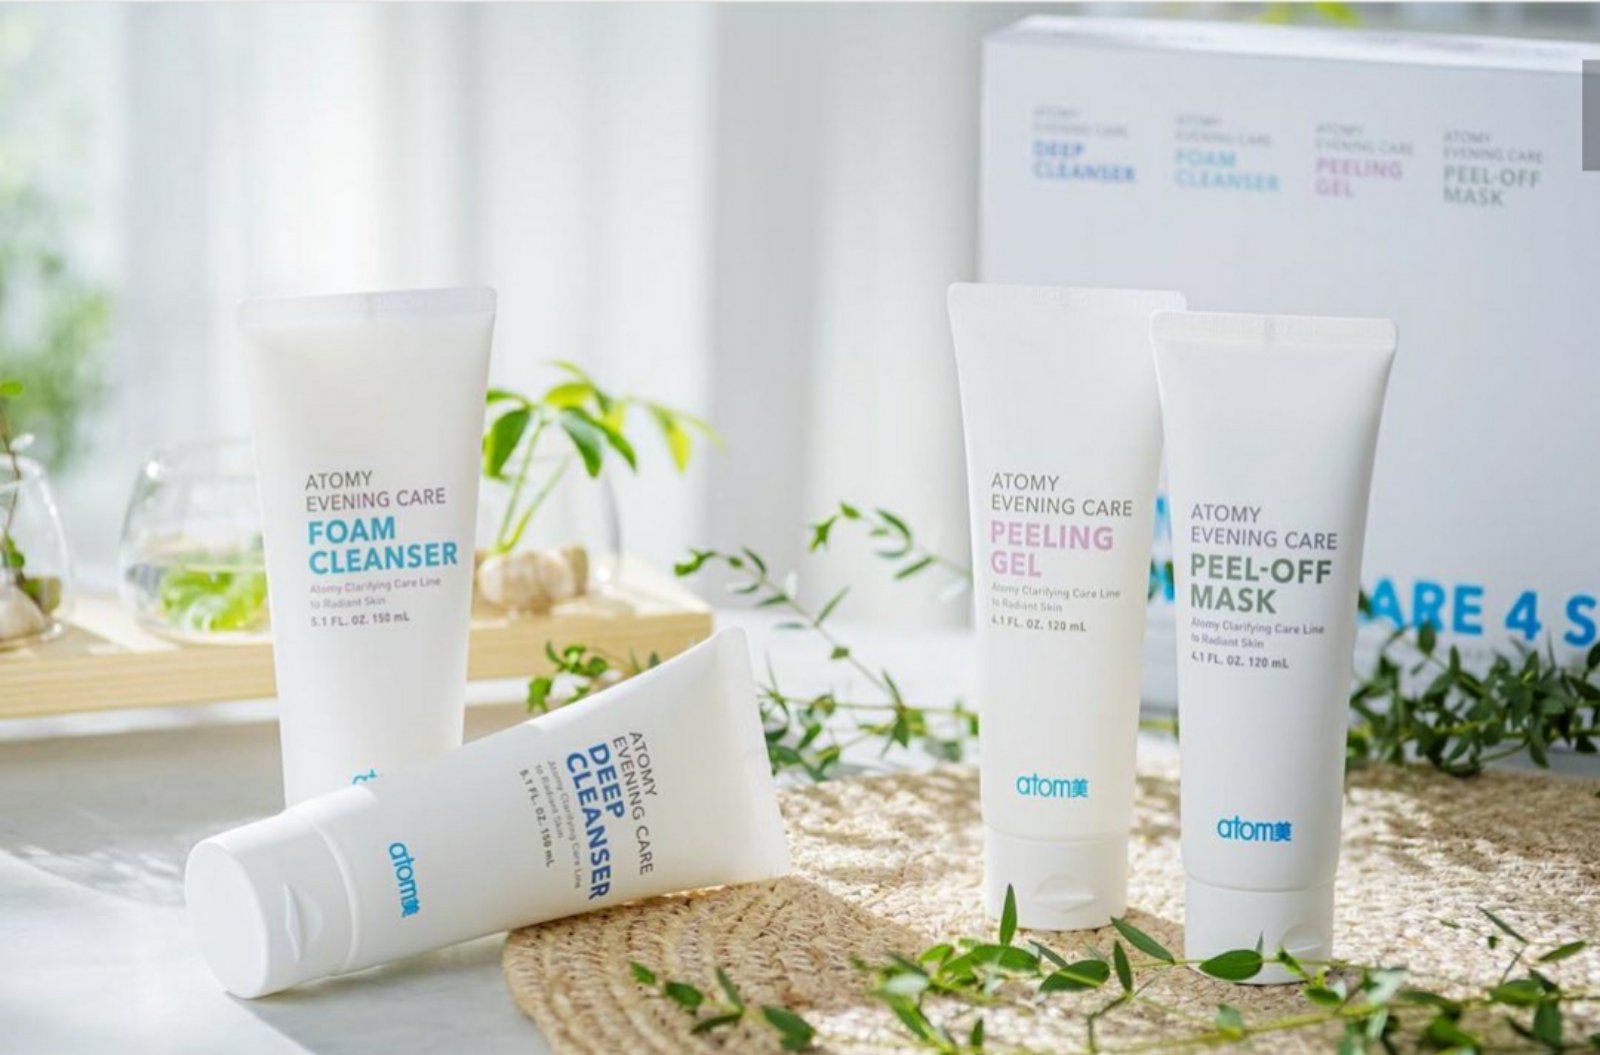 ATOMY
EVENING CARE
DEEP
CLEANSER
ATOMY
EVENING CARE
FOAM
CLEANSER
ATOMY
EVENING CARE
PEELING
GEL
ATOMY
EVENING CARE
PEEL-OFF
MASK
ARE 4 S
ATOMY
EVENING CARE
FOAM
CLEANSER
Atomy Clarifying Care Line
to Radiant Skin
5.1 FL. OZ. 150 mL
at
ATOMY
EVENING CARE
DEEP
CLEANSER
Atomy Clarifying Care Line
to Radiant Skin
5.1 FL. OZ. 150 mL
atom美
ATOMY
EVENING CARE
PEELING
GEL
Atomy Clarifying Care Line
to Radiant Skin
4.1 FL. OZ. 120 mL
atom美
ATOMY
EVENING CARE
PEEL-OFF
MASK
Atomy Clarifying Care Line
to Radiant Skin
4.1 FL. OZ. 120 mL
atom美